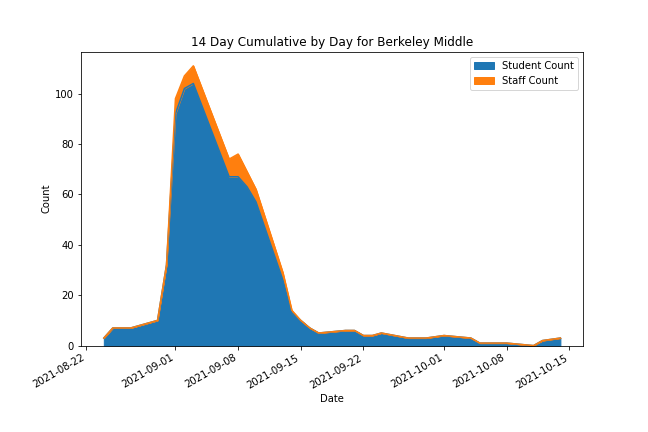 14 Day Cumulative by Day for Berkeley Middle
Student Count
Staff Count
Count
100
80
60
40
20
0
2021-08-22
2021-09-01
2021-09-08
2021-09-15
2021-09-22
2021-10-01
2021-10-08
2021-10-15
Date